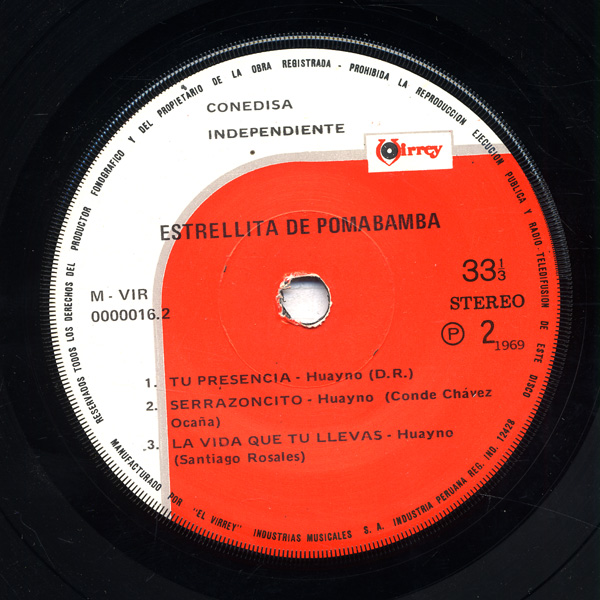 RESERVADOS TODOS LOS DERECHOS DEL PRODUCTOR FONOGRAFICO Y DEL PROPIETARIO DE LA OBRA REGISTRADA - PROHIBIDA LA REPRODUCCION EJECUCION PUBLICA Y RADIO-TELEDIFUSION DE ESTE DISCO
CONEDISA
INDEPENDIENTE
Virrey
ESTRELLITA DE POMABAMBA
M - VIR
0000016.2
33 1/3
STEREO
Ⓟ 2 1969
1. TU PRESENCIA - Huayno (D.R.)
2. SERRAZONCITO - Huayno (Conde Chávez
Ocaña)
3. LA VIDA QUE TU LLEVAS - Huayno
(Santiago Rosales)
MANUFACTURADO POR "EL VIRREY" INDUSTRIAS MUSICALES S. A. INDUSTRIA PERUANA REG. IND. 12428